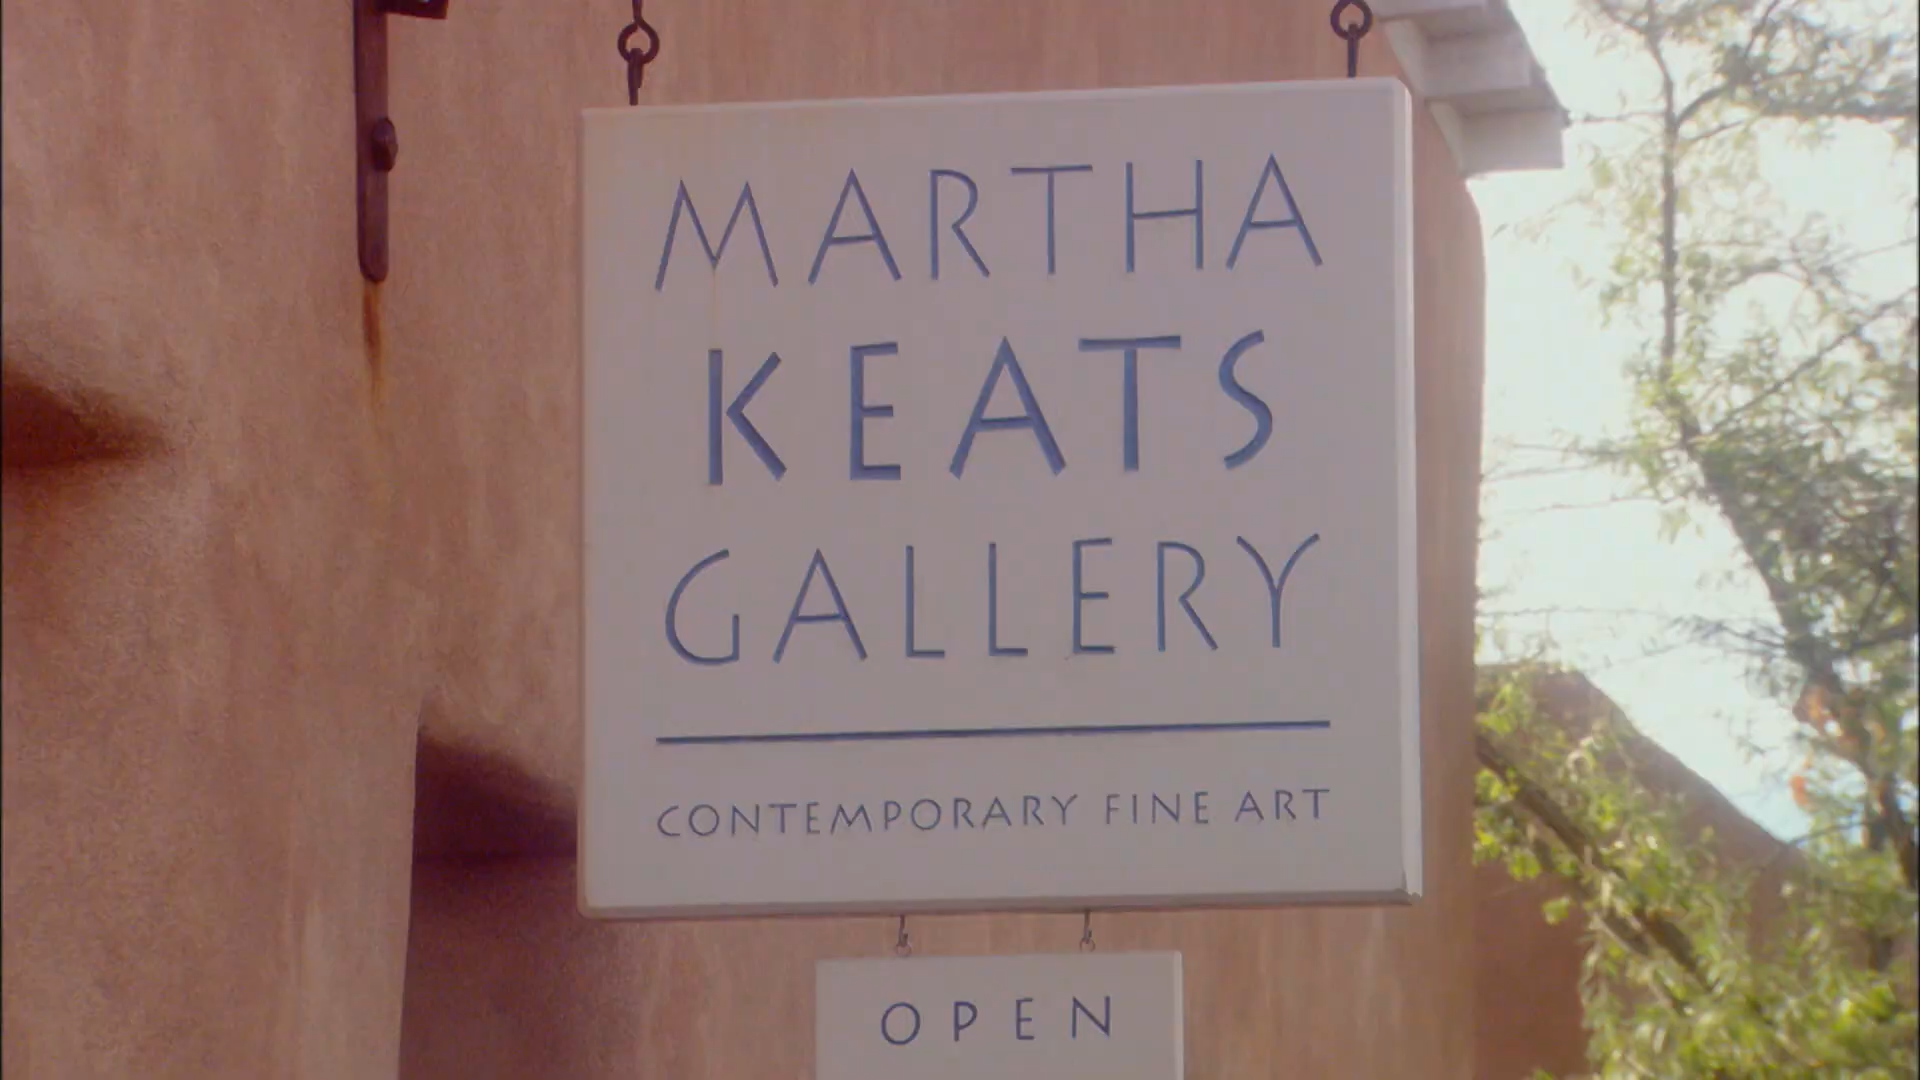 MARTHA
KEATS
GALLERY
CONTEMPORARY FINE ART
OPEN